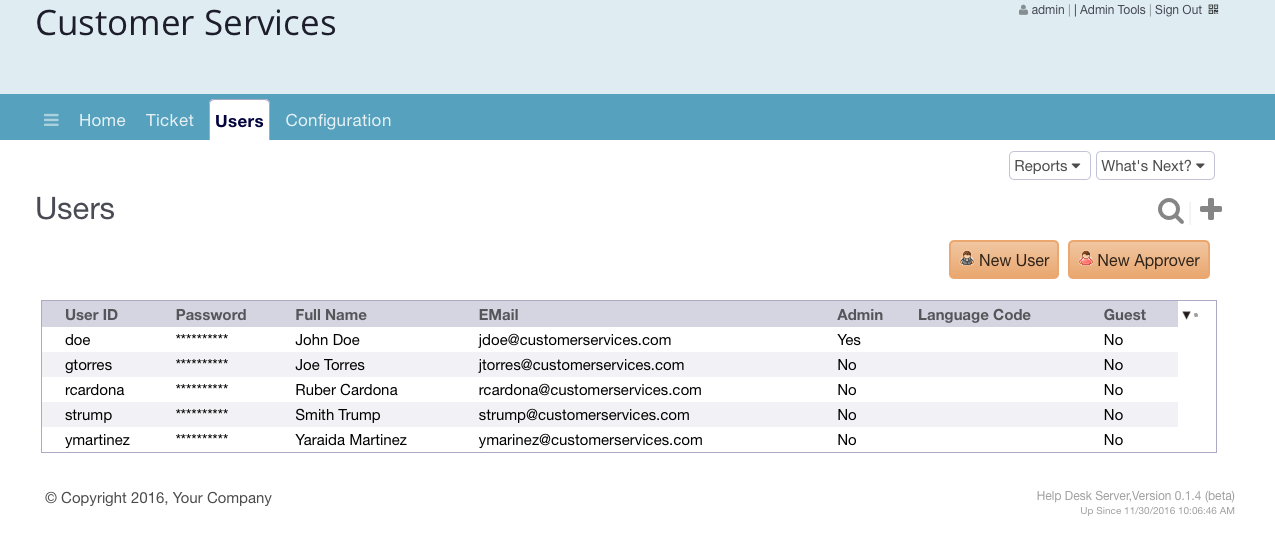 Customer Services
admin | | Admin Tools | Sign Out
Home Ticket Users Configuration
Reports What's Next?
Users
New User New Approver
User ID Password Full Name EMail Admin Language Code Guest
doe ********** John Doe jdoe@customerservices.com Yes No
gtorres ********** Joe Torres jtorres@customerservices.com No No
rcardona ********** Ruber Cardona rcardona@customerservices.com No No
strump ********** Smith Trump strump@customerservices.com No No
ymartinez ********** Yaraida Martinez ymarinez@customerservices.com No No
© Copyright 2016, Your Company
Help Desk Server,Version 0.1.4 (beta)
Up Since 11/30/2016 10:06:46 AM